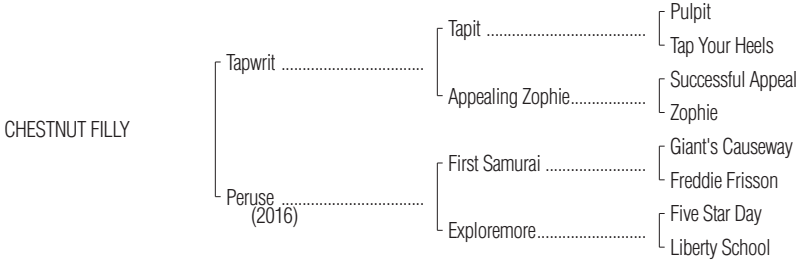 Pulpit
Tapit ....................................
Tap Your Heels
Tapwrit ................................
Successful Appeal
Appealing Zophie.................
Zophie
CHESTNUT FILLY
Giant's Causeway
First Samurai .......................
Freddie Frisson
Peruse ................................
(2016)
Five Star Day
Exploremore.........................
Liberty School